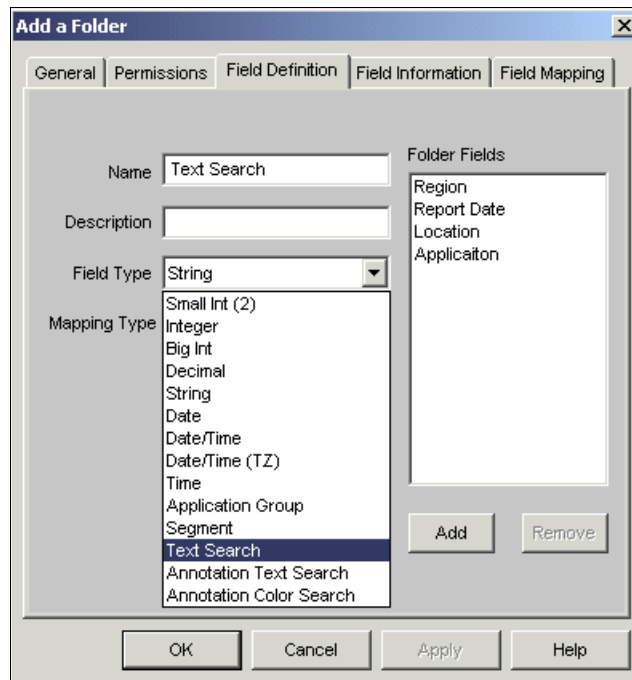 Add a Folder
General Permissions Field Definition Field Information Field Mapping
Name Text Search
Description
Field Type String
Mapping Type
Small Int (2)
Integer
Big Int
Decimal
String
Date
Date/Time
Date/Time (TZ)
Time
Application Group
Segment
Text Search
Annotation Text Search
Annotation Color Search
Folder Fields
Region
Report Date
Location
Applicaiton
Add Remove
OK Cancel Apply Help